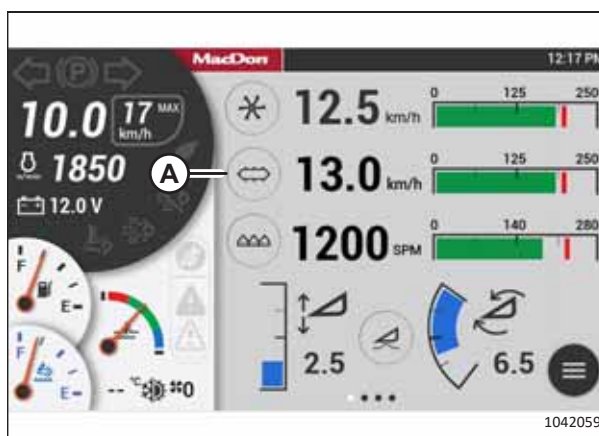 MacDon 12:17 PM
10.0 17 MAX km/h
1850
12.0 V
12.5 km/h 0 125 250
A 13.0 km/h 0 125 250
1200 SPM 0 140 280
F E
F E
-- °C 0
2.5 6.5
1042059